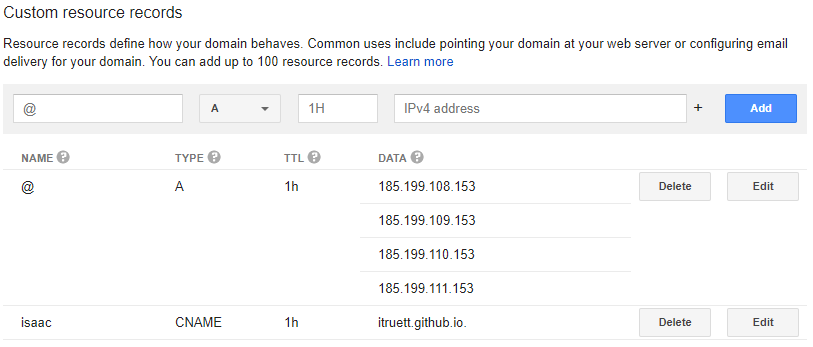 Custom resource records
Resource records define how your domain behaves. Common uses include pointing your domain at your web server or configuring email
delivery for your domain. You can add up to 100 resource records. Learn more
@ A 1H IPv4 address + Add
NAME ? TYPE ? TTL ? DATA ?
@ A 1h 185.199.108.153 Delete Edit
185.199.109.153
185.199.110.153
185.199.111.153
isaac CNAME 1h itruett.github.io. Delete Edit